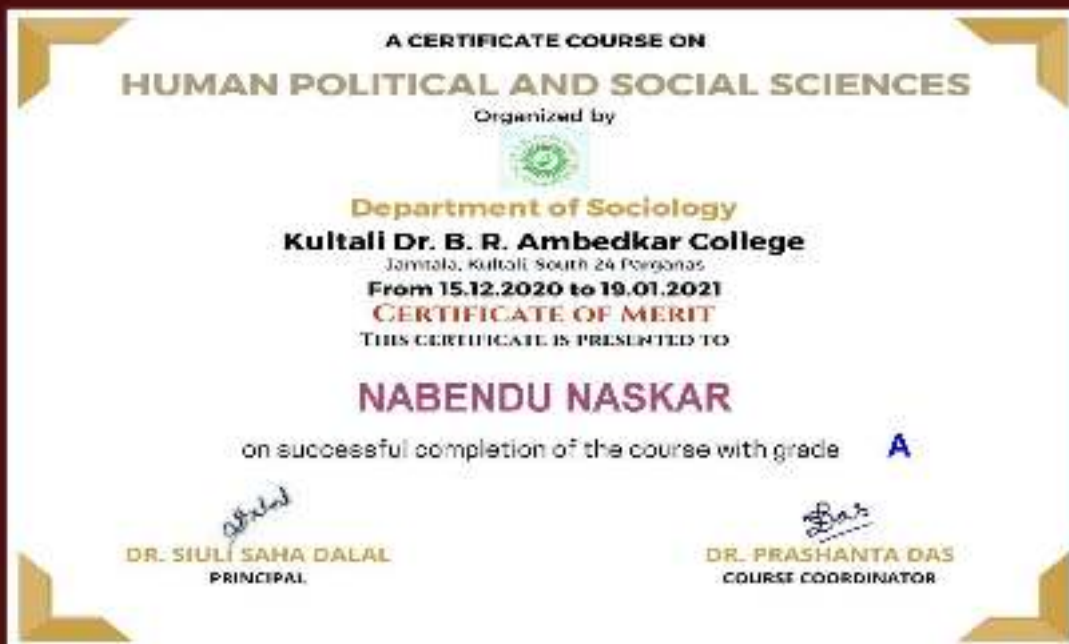 A CERTIFICATE COURSE ON
HUMAN POLITICAL AND SOCIAL SCIENCES
Organized by
Department of Sociology
Kultali Dr. B. R. Ambedkar College
Jamtala, Kultali, South 24 Parganas
From 15.12.2020 to 19.01.2021
CERTIFICATE OF MERIT
THIS CERTIFICATE IS PRESENTED TO
NABENDU NASKAR
on successful completion of the course with grade A
DR. SIULI SAHA DALAL
PRINCIPAL
Das
DR. PRASHANTA DAS
COURSE COORDINATOR